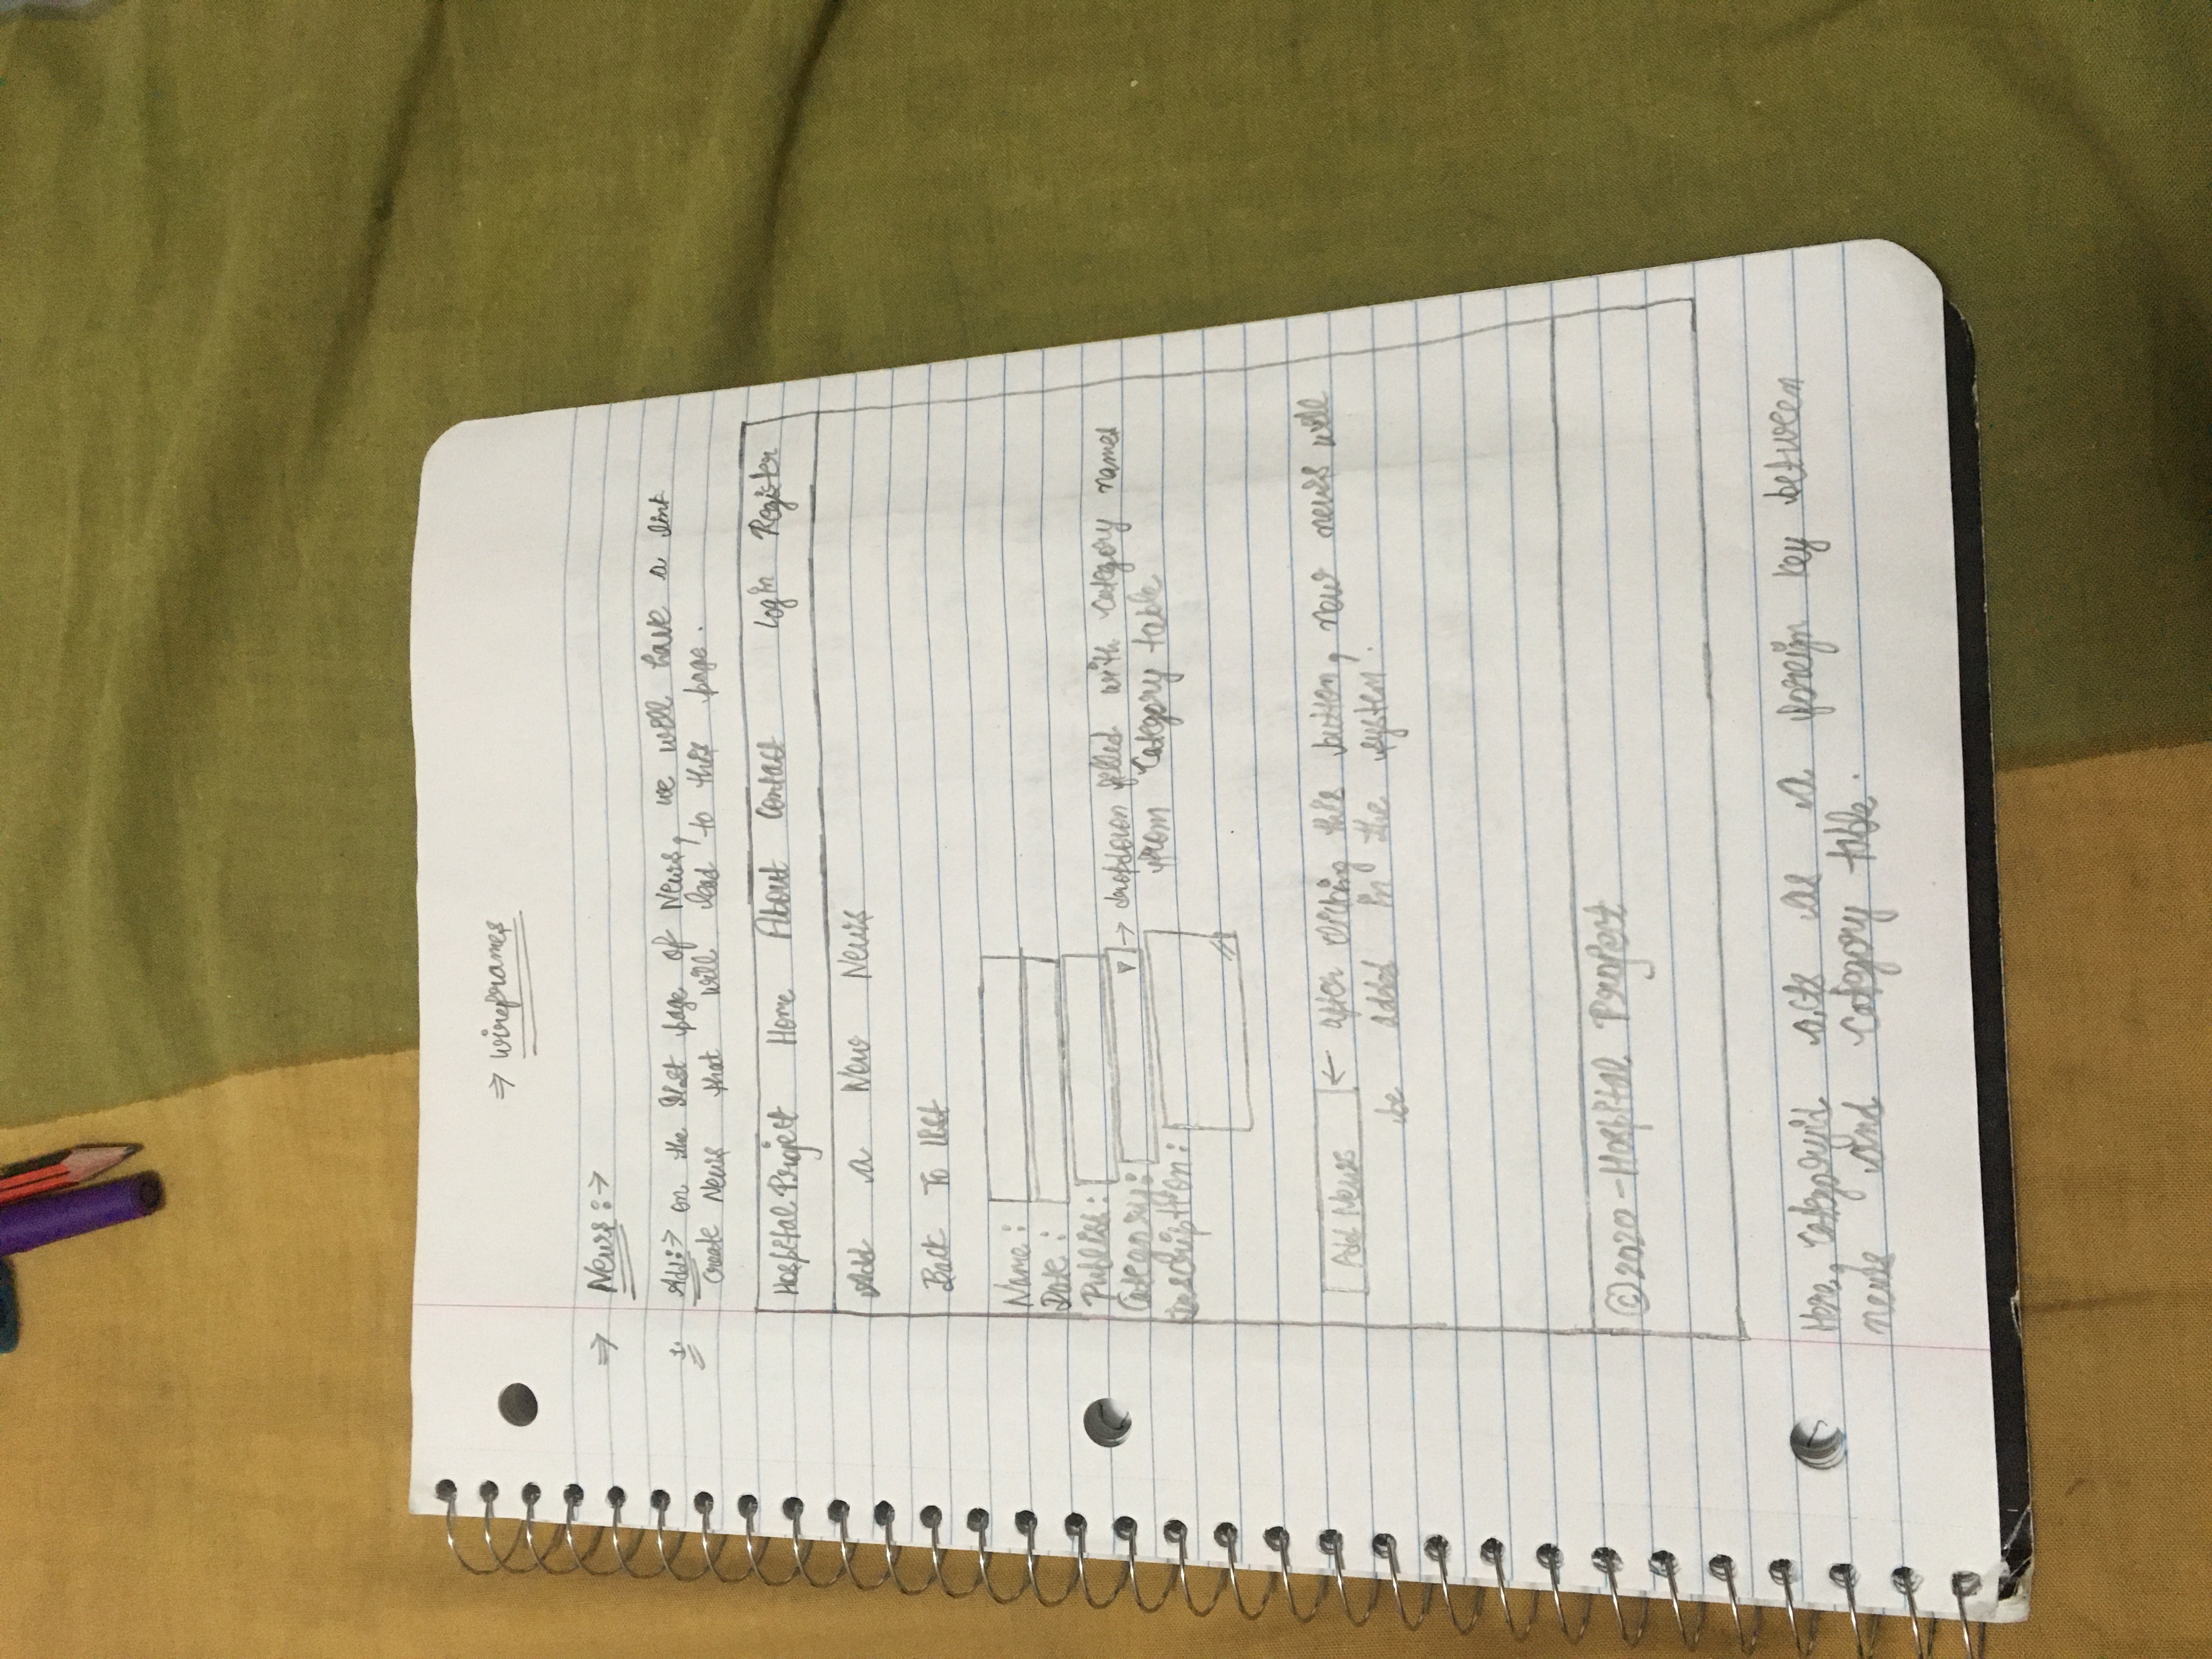 ⇒ Wireframes
⇒ News:→
1. Add:→ on the list page of News, we will have a link
Create News that will lead to this page.
Hospital Project Home About Contact Login Register
Add a New News
Back To List
Name:
Date:
Publish:
Category: ▽ → dropdown filled with category names
from Category table
Description:
Add News ← after clicking this button, new news will
be added in the system.
©2020-Hospital Project
Here, categoryid acts as a foreign key between
news and category table.